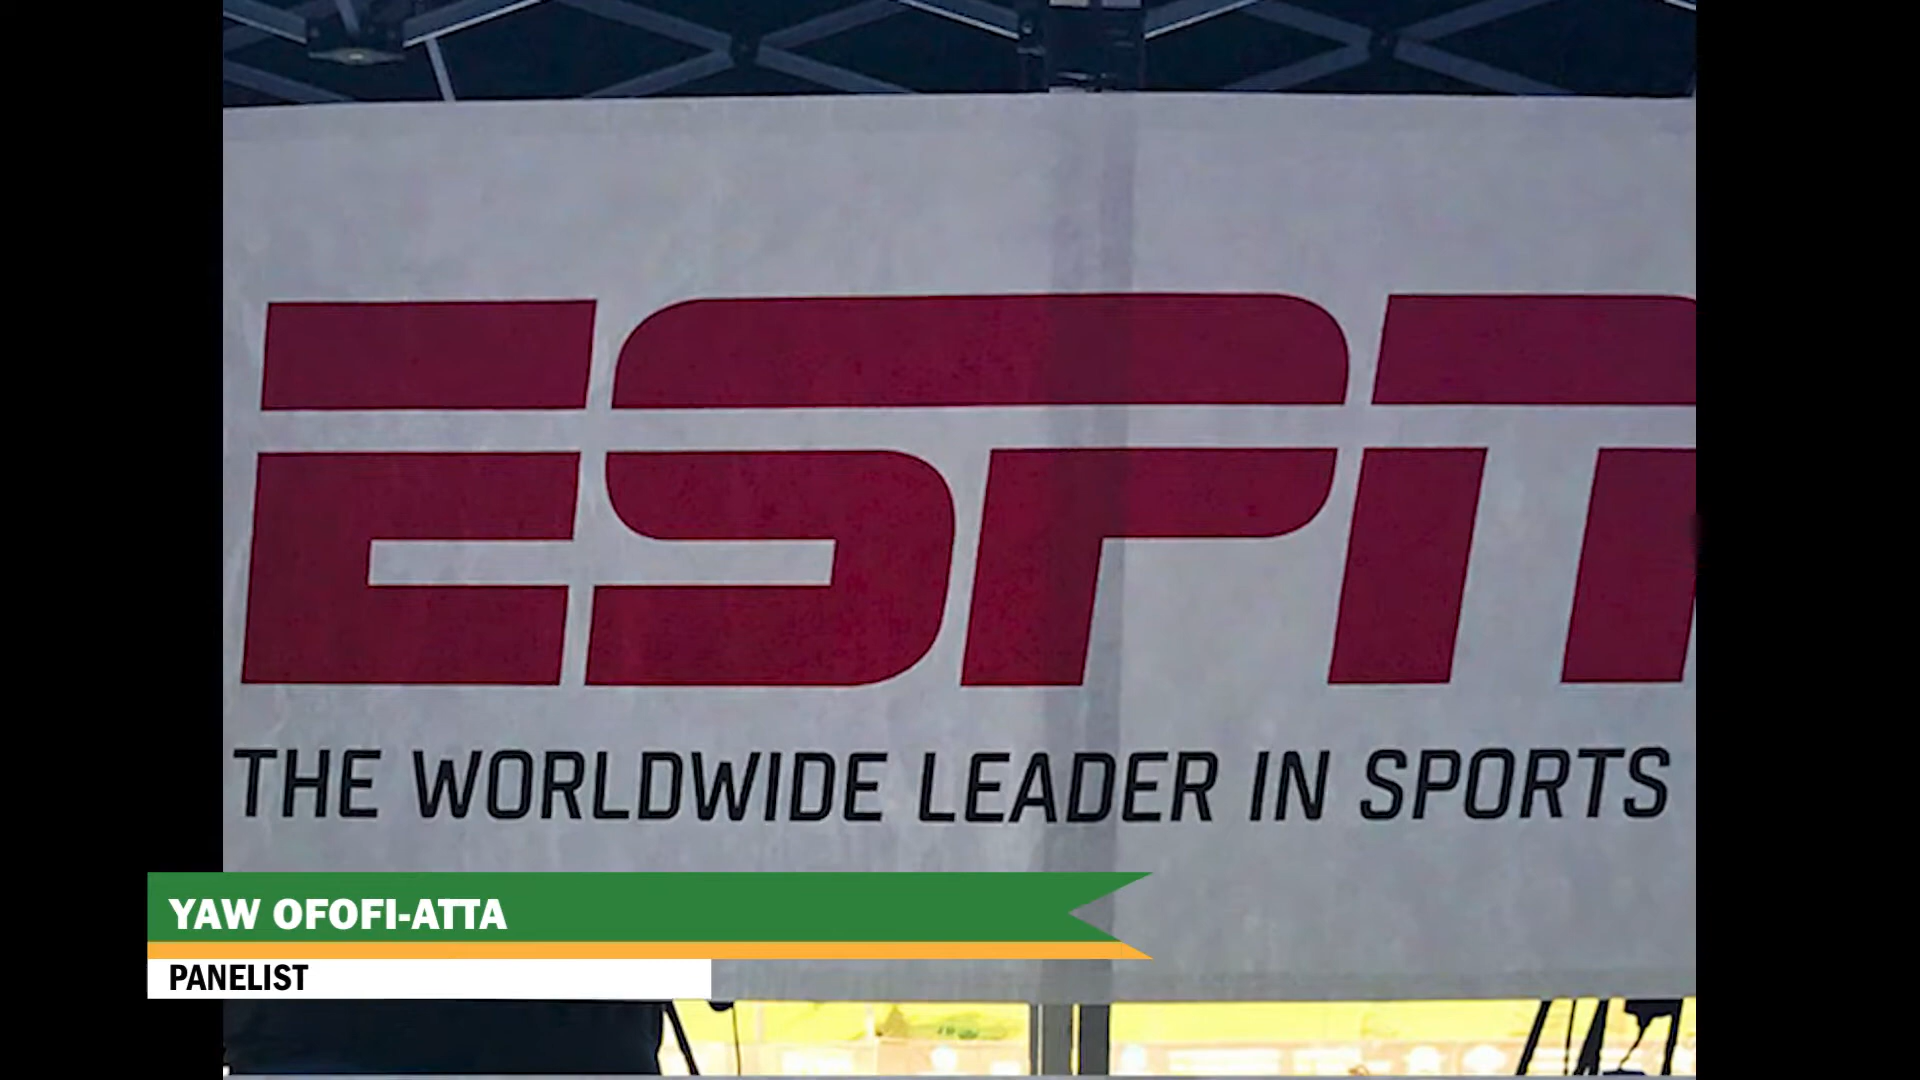 ESPN
THE WORLDWIDE LEADER IN SPORTS
YAW OFOFI-ATTA
PANELIST